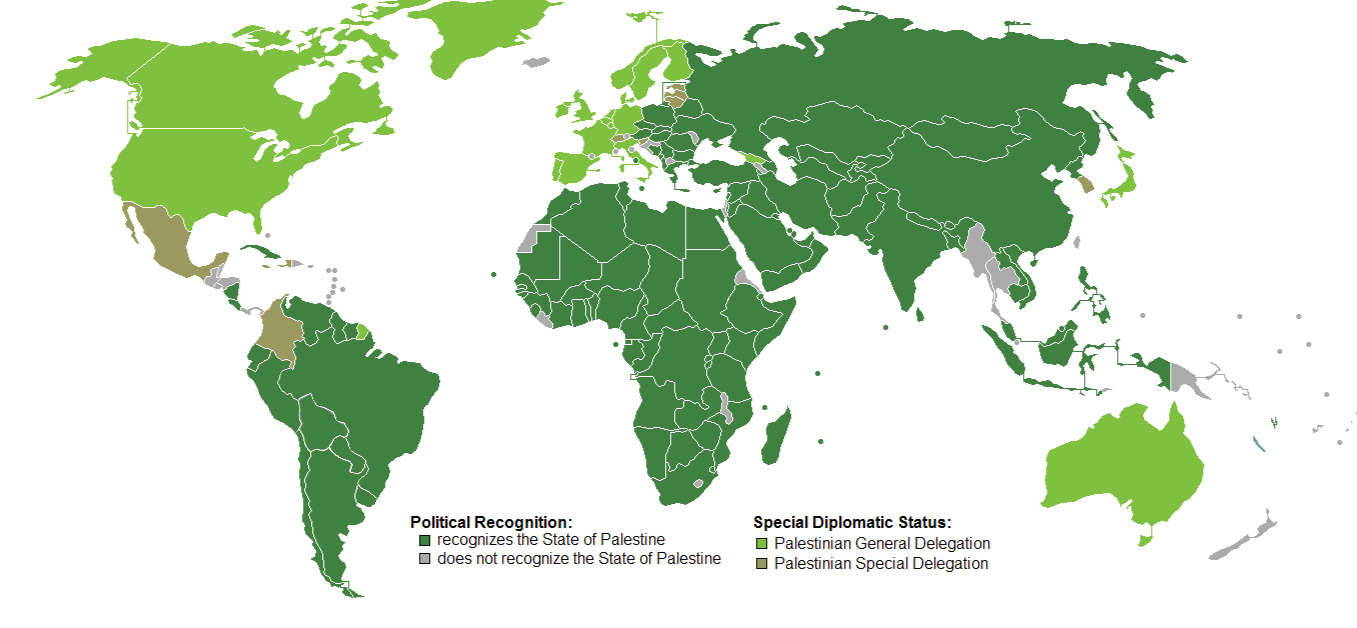 Political Recognition:
recognizes the State of Palestine
does not recognize the State of Palestine
Special Diplomatic Status:
Palestinian General Delegation
Palestinian Special Delegation